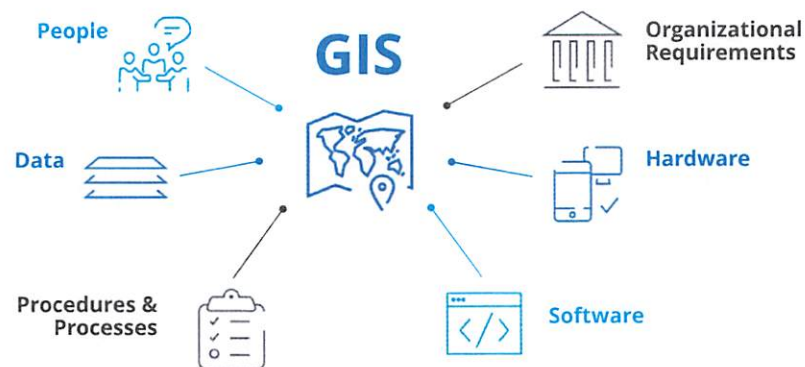 People
GIS
Organizational
Requirements
Data
Hardware
Procedures &
Processes
Software